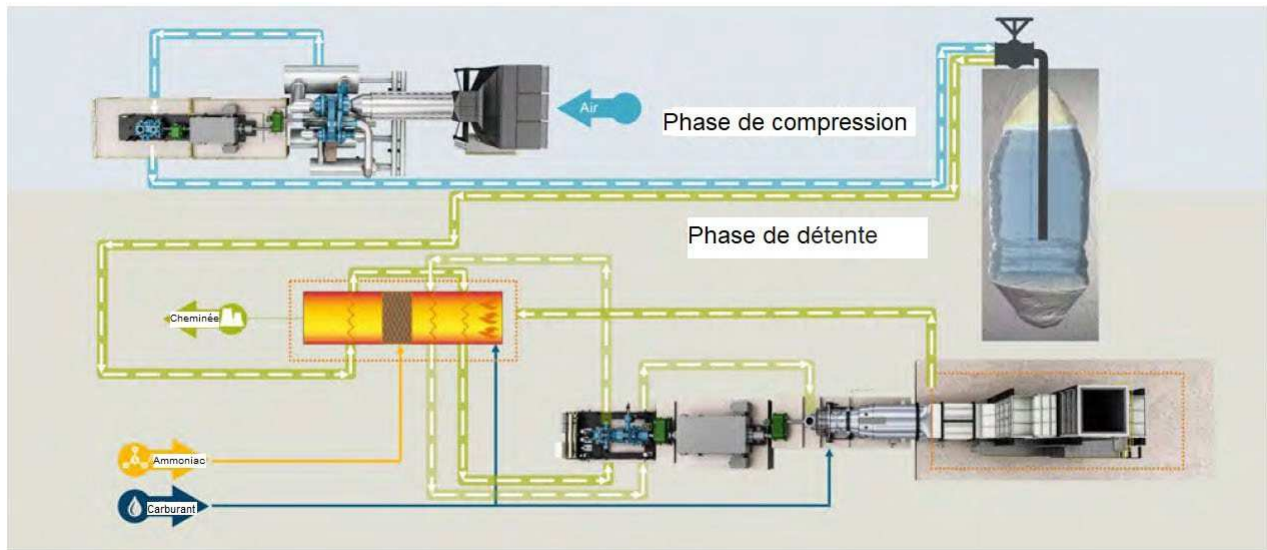 Air
Phase de compression
Phase de détente
Cheminée
Ammoniac
Carburant